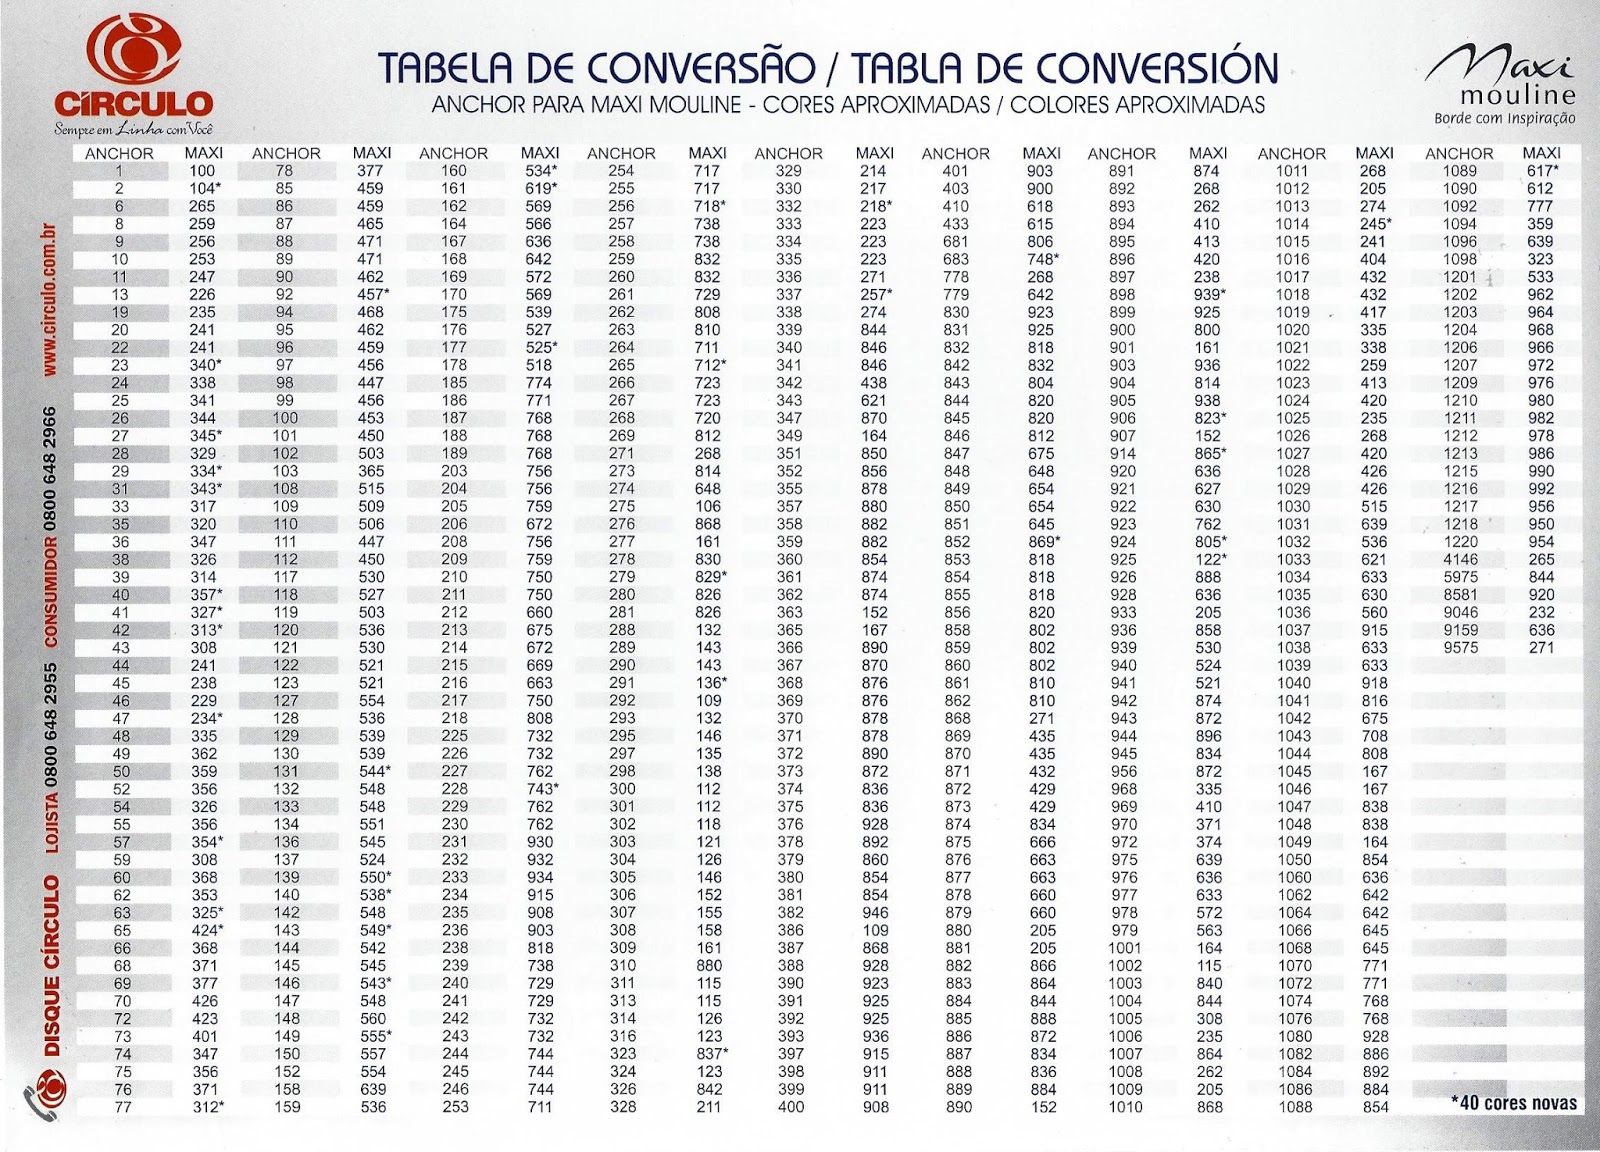 CÍRCULO
Sempre em Linha com Você
TABELA DE CONVERSÃO / TABLA DE CONVERSIÓN
ANCHOR PARA MAXI MOULINE - CORES APROXIMADAS / COLORES APROXIMADAS
Maxi
mouline
Borde com Inspiração
ANCHOR MAXI ANCHOR MAXI ANCHOR MAXI ANCHOR MAXI ANCHOR MAXI ANCHOR MAXI ANCHOR MAXI ANCHOR MAXI ANCHOR MAXI
1 100 78 377 160 534* 254 717 329 214 401 903 891 874 1011 268 1089 617*
2 104* 85 459 161 619* 255 717 330 217 403 900 892 268 1012 205 1090 612
6 265 86 459 162 569 256 718* 332 218* 410 618 893 262 1013 274 1092 777
8 259 87 465 164 566 257 738 333 223 433 615 894 410 1014 245* 1094 359
9 256 88 471 167 636 258 738 334 223 681 806 895 413 1015 241 1096 639
10 253 89 471 168 642 259 832 335 223 683 748* 896 420 1016 404 1098 323
11 247 90 462 169 572 260 832 336 271 778 268 897 238 1017 432 1201 533
13 226 92 457* 170 569 261 729 337 257* 779 642 898 939* 1018 432 1202 962
19 235 94 468 175 539 262 808 338 274 830 923 899 925 1019 417 1203 964
20 241 95 462 176 527 263 810 339 844 831 925 900 800 1020 335 1204 968
22 241 96 459 177 525* 264 711 340 846 832 818 901 161 1021 338 1206 966
23 340* 97 456 178 518 265 712* 341 846 842 832 903 936 1022 259 1207 972
24 338 98 447 185 774 266 723 342 438 843 804 904 814 1023 413 1209 976
25 341 99 456 186 771 267 723 343 621 844 820 905 938 1024 420 1210 980
26 344 100 453 187 768 268 720 347 870 845 820 906 823* 1025 235 1211 982
27 345* 101 450 188 768 269 812 349 164 846 812 907 152 1026 268 1212 978
28 329 102 503 189 768 271 268 351 850 847 675 914 865* 1027 420 1213 986
29 334* 103 365 203 756 273 814 352 856 848 648 920 636 1028 426 1215 990
31 343* 108 515 204 756 274 648 355 878 849 654 921 627 1029 426 1216 992
33 317 109 509 205 759 275 106 357 880 850 654 922 630 1030 515 1217 956
35 320 110 506 206 672 276 868 358 882 851 645 923 762 1031 639 1218 950
36 347 111 447 208 756 277 161 359 882 852 869* 924 805* 1032 536 1220 954
38 326 112 450 209 759 278 830 360 854 853 818 925 122* 1033 621 4146 265
39 314 117 530 210 750 279 829* 361 874 854 818 926 888 1034 633 5975 844
40 357* 118 527 211 750 280 826 362 874 855 818 928 636 1035 630 8581 920
41 327* 119 503 212 660 281 826 363 152 856 820 933 205 1036 560 9046 232
42 313* 120 536 213 675 288 132 365 167 858 802 936 858 1037 915 9159 636
43 308 121 530 214 672 289 143 366 890 859 802 939 530 1038 633 9575 271
44 241 122 521 215 669 290 143 367 870 860 802 940 524 1039 633
45 238 123 521 216 663 291 136* 368 876 861 810 941 521 1040 918
46 229 127 554 217 750 292 109 369 876 862 810 942 874 1041 816
47 234* 128 536 218 808 293 132 370 878 868 271 943 872 1042 675
48 335 129 539 225 732 295 146 371 878 869 435 944 896 1043 708
49 362 130 539 226 732 297 135 372 890 870 435 945 834 1044 808
50 359 131 544* 227 762 298 138 373 872 871 432 956 872 1045 167
52 356 132 548 228 743* 300 112 374 836 872 429 968 335 1046 167
54 326 133 548 229 762 301 112 375 836 873 429 969 410 1047 838
55 356 134 551 230 762 302 118 376 928 874 834 970 371 1048 838
57 354* 136 545 231 930 303 121 378 892 875 666 972 374 1049 164
59 308 137 524 232 932 304 126 379 860 876 663 975 639 1050 854
60 368 139 550* 233 934 305 146 380 854 877 663 976 636 1060 636
62 353 140 538* 234 915 306 152 381 854 878 660 977 633 1062 642
63 325* 142 548 235 908 307 155 382 946 879 660 978 572 1064 642
65 424* 143 549* 236 903 308 158 386 109 880 205 979 563 1066 645
66 368 144 542 238 818 309 161 387 868 881 205 1001 164 1068 645
68 371 145 545 239 738 310 880 388 928 882 866 1002 115 1070 771
69 377 146 543* 240 729 311 115 390 923 883 864 1003 840 1072 771
70 426 147 548 241 729 313 115 391 925 884 844 1004 844 1074 768
72 423 148 560 242 732 314 126 392 925 885 888 1005 308 1076 768
73 401 149 555* 243 732 316 123 393 936 886 872 1006 235 1080 928
74 347 150 557 244 744 323 837* 397 915 887 834 1007 864 1082 886
75 356 152 554 245 744 324 123 398 911 888 836 1008 262 1084 892
76 371 158 639 246 744 326 842 399 911 889 884 1009 205 1086 884
77 312* 159 536 253 711 328 211 400 908 890 152 1010 868 1088 854
*40 cores novas
DISQUE CÍRCULO LOJISTA 0800 648 2955 CONSUMIDOR 0800 648 2966 www.circulo.com.br